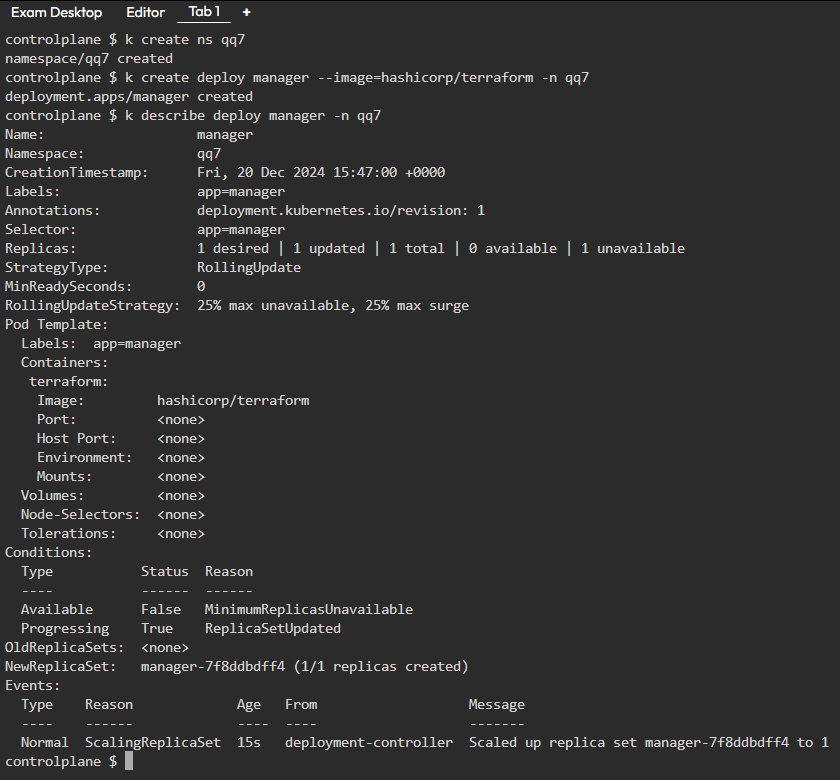 Exam Desktop Editor Tab 1 +
controlplane $ k create ns qq7
namespace/qq7 created
controlplane $ k create deploy manager --image=hashicorp/terraform -n qq7
deployment.apps/manager created
controlplane $ k describe deploy manager -n qq7
Name:                   manager
Namespace:              qq7
CreationTimestamp:      Fri, 20 Dec 2024 15:47:00 +0000
Labels:                 app=manager
Annotations:            deployment.kubernetes.io/revision: 1
Selector:               app=manager
Replicas:               1 desired | 1 updated | 1 total | 0 available | 1 unavailable
StrategyType:           RollingUpdate
MinReadySeconds:        0
RollingUpdateStrategy:  25% max unavailable, 25% max surge
Pod Template:
  Labels:  app=manager
  Containers:
   terraform:
    Image:         hashicorp/terraform
    Port:          <none>
    Host Port:     <none>
    Environment:   <none>
    Mounts:        <none>
  Volumes:         <none>
  Node-Selectors:  <none>
  Tolerations:     <none>
Conditions:
  Type           Status  Reason
  ----           ------  ------
  Available      False   MinimumReplicasUnavailable
  Progressing    True    ReplicaSetUpdated
OldReplicaSets:  <none>
NewReplicaSet:   manager-7f8ddbdff4 (1/1 replicas created)
Events:
  Type    Reason             Age   From                   Message
  ----    ------             ----  ----                   -------
  Normal  ScalingReplicaSet  15s   deployment-controller  Scaled up replica set manager-7f8ddbdff4 to 1
controlplane $